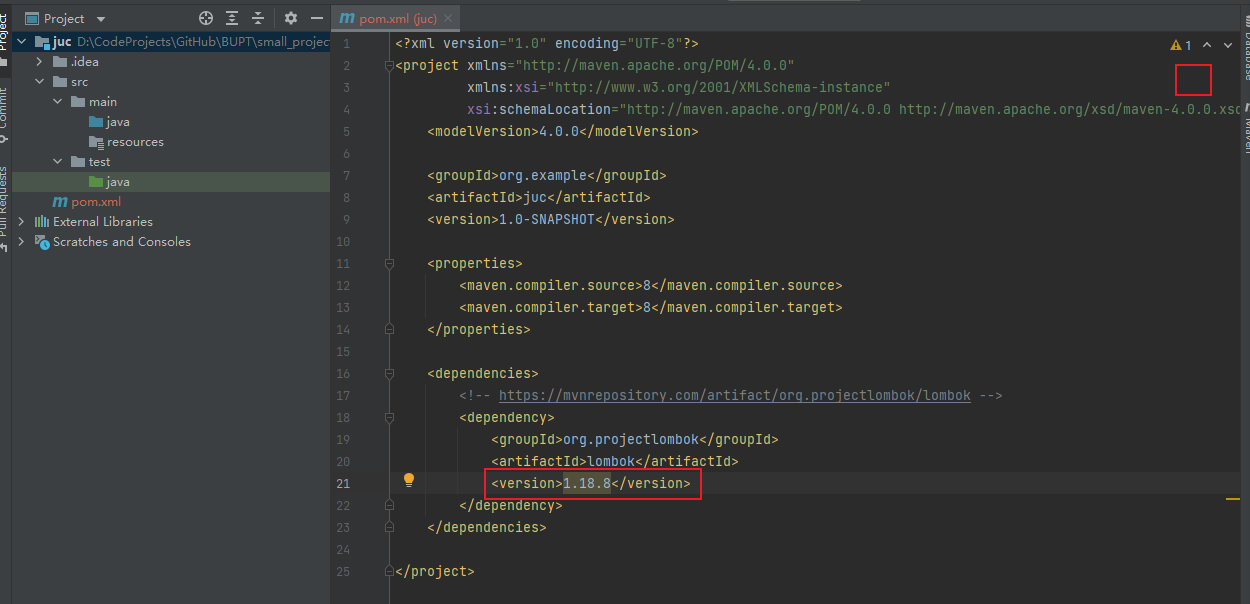 Project
pom.xml (juc)
juc D:\CodeProjects\GitHub\BUPT\small_projec
.idea
src
main
java
resources
test
java
pom.xml
External Libraries
Scratches and Consoles
Project
Commit
Pull Requests
1 <?xml version="1.0" encoding="UTF-8"?>
2 <project xmlns="http://maven.apache.org/POM/4.0.0"
3 xmlns:xsi="http://www.w3.org/2001/XMLSchema-instance"
4 xsi:schemaLocation="http://maven.apache.org/POM/4.0.0 http://maven.apache.org/xsd/maven-4.0.0.xsd
5 <modelVersion>4.0.0</modelVersion>
6
7 <groupId>org.example</groupId>
8 <artifactId>juc</artifactId>
9 <version>1.0-SNAPSHOT</version>
10
11 <properties>
12 <maven.compiler.source>8</maven.compiler.source>
13 <maven.compiler.target>8</maven.compiler.target>
14 </properties>
15
16 <dependencies>
17 <!-- https://mvnrepository.com/artifact/org.projectlombok/lombok -->
18 <dependency>
19 <groupId>org.projectlombok</groupId>
20 <artifactId>lombok</artifactId>
21 <version>1.18.8</version>
22 </dependency>
23 </dependencies>
24
25 </project>
1
Database
Maven